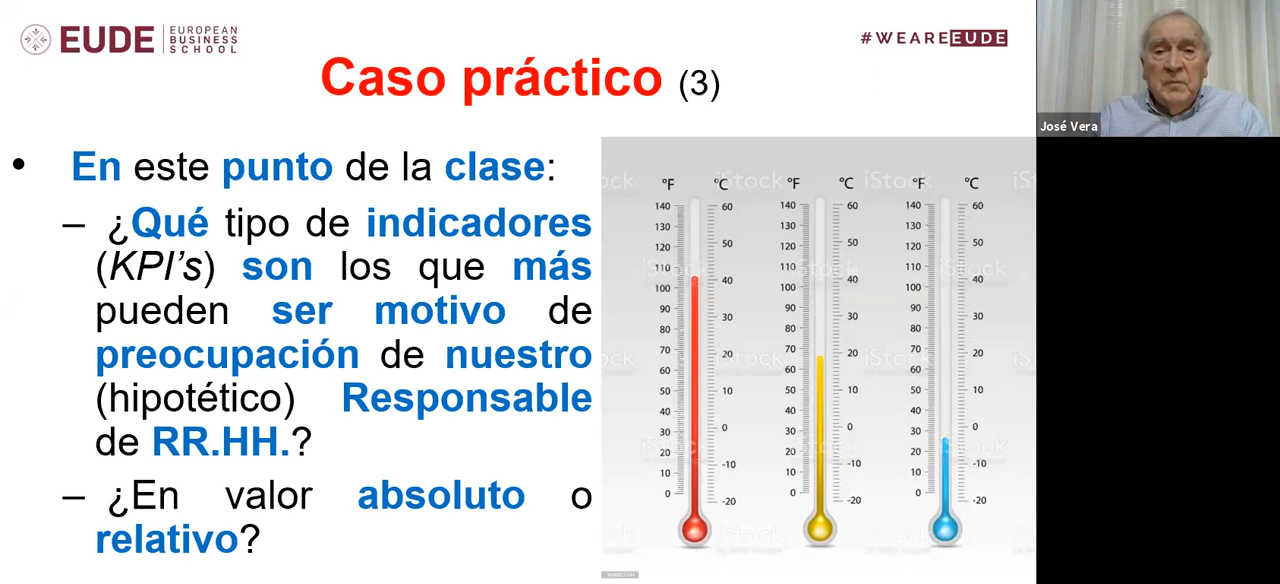 EUDE
EUROPEAN
BUSINESS
SCHOOL
#WEAREEUDE
Caso práctico (3)
José Vera
• En este punto de la clase:
– ¿Qué tipo de indicadores
(KPI’s) son los que más
pueden ser motivo de
preocupación de nuestro
(hipotético) Responsable
de RR.HH.?
– ¿En valor absoluto o
relativo?
°F °C °F °C °F °C
140 60 140 60 140 60
130 130 130
120 50 120 50 120 50
110 110 110
100 40 100 40 100 40
90 30 90 30 90 30
80 80 80
70 20 70 20 70 20
60 60 60
50 10 50 10 50 10
40 40 40
30 0 30 0 30 0
20 20 20
10 -10 10 -10 10 -10
0 -20 0 -20 0 -20
iStock